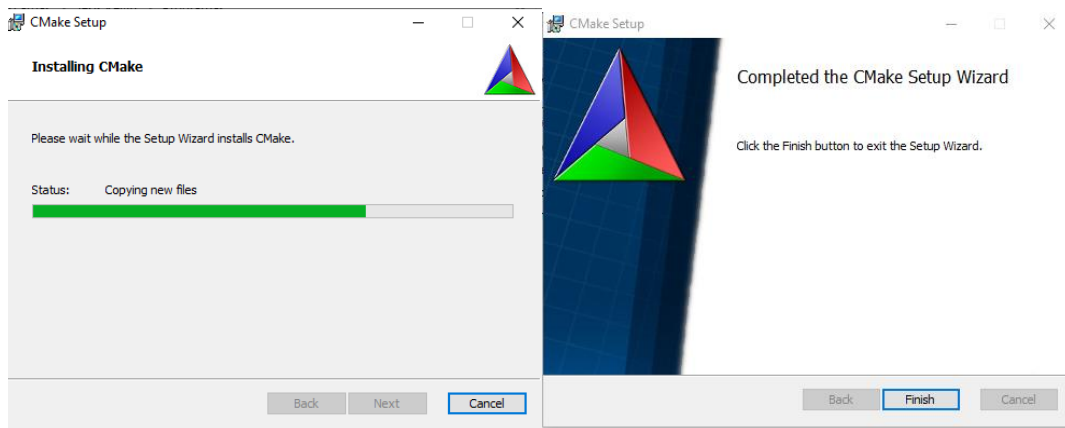 CMake Setup
Installing CMake
Please wait while the Setup Wizard installs CMake.
Status: Copying new files
Back Next Cancel
CMake Setup
Completed the CMake Setup Wizard
Click the Finish button to exit the Setup Wizard.
Back Finish Cancel